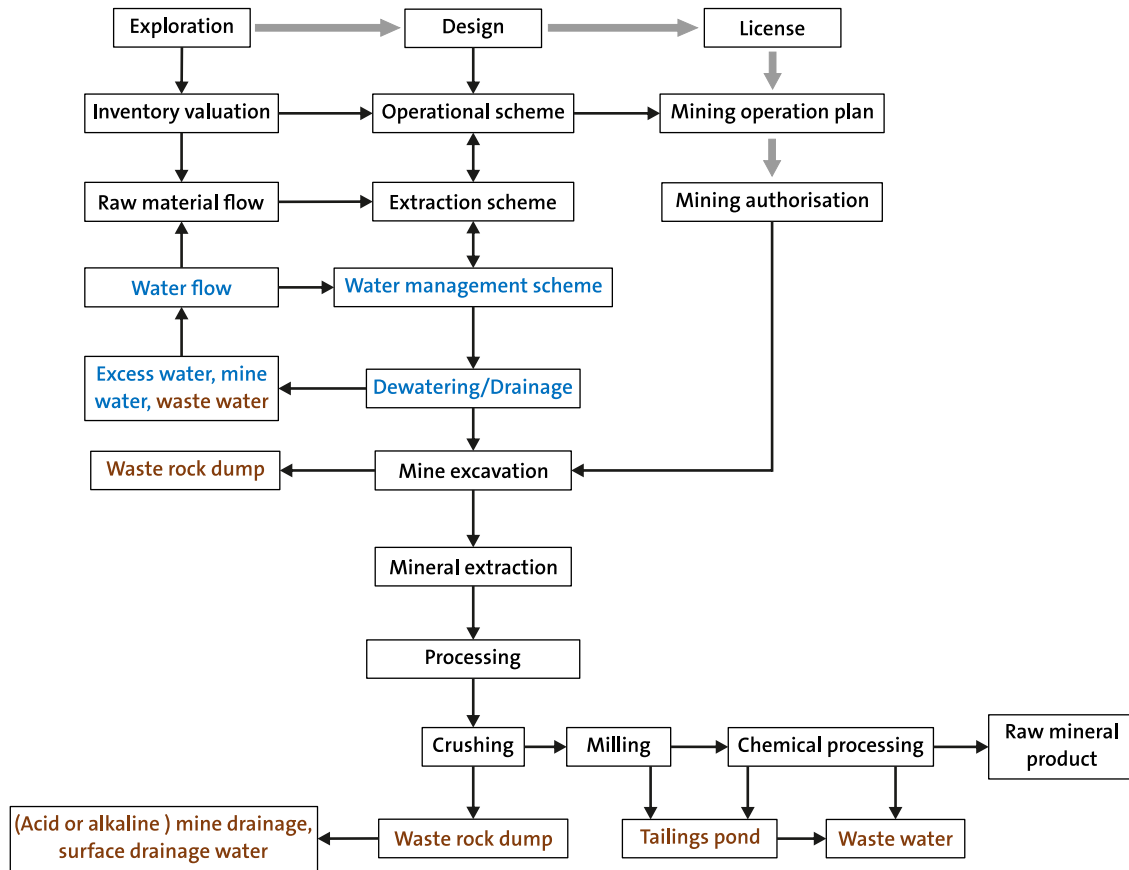 Exploration
Design
License
Inventory valuation
Operational scheme
Mining operation plan
Raw material flow
Extraction scheme
Mining authorisation
Water flow
Water management scheme
Excess water, mine
water, waste water
Dewatering/Drainage
Waste rock dump
Mine excavation
Mineral extraction
Processing
Crushing
Milling
Chemical processing
Raw mineral
product
(Acid or alkaline ) mine drainage,
surface drainage water
Waste rock dump
Tailings pond
Waste water